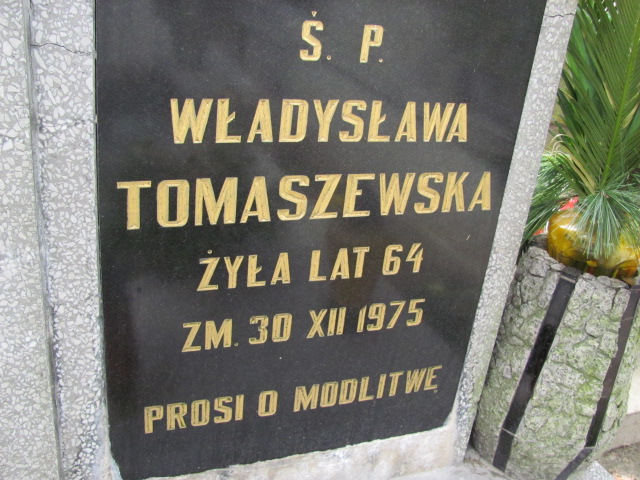 Ś. P.
WŁADYSŁAWA
TOMASZEWSKA
ŻYŁA LAT 64
ZM. 30 XII 1975
PROSI O MODLITWĘ